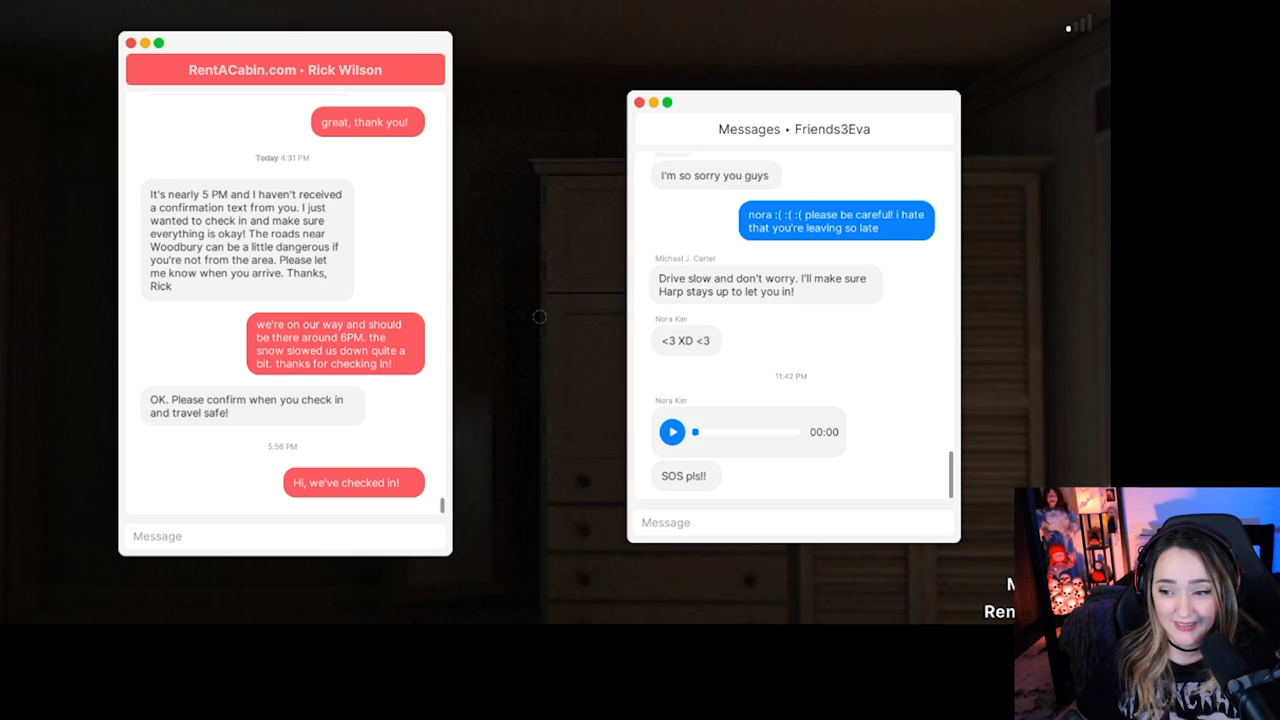 RentACabin.com • Rick Wilson
great, thank you!
Today 4:31 PM
It's nearly 5 PM and I haven't received
a confirmation text from you. I just
wanted to check in and make sure
everything is okay! The roads near
Woodbury can be a little dangerous if
you're not from the area. Please let
me know when you arrive. Thanks,
Rick
we're on our way and should
be there around 6PM. the
snow slowed us down quite a
bit. thanks for checking in!
OK. Please confirm when you check in
and travel safe!
5:56 PM
Hi, we've checked in!
Message
Messages • Friends3Eva
I'm so sorry you guys
nora :( :( :( please be careful! i hate
that you're leaving so late
Michael J. Carter
Drive slow and don't worry. I'll make sure
Harp stays up to let you in!
Nora Kim
<3 XD <3
11:42 PM
Nora Kim
00:00
SOS pls!!
Message
Ren